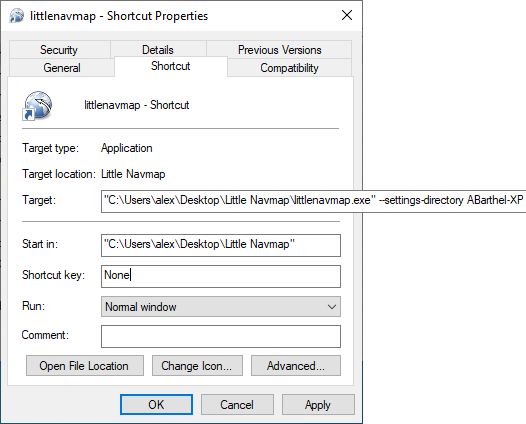 littlenavmap - Shortcut Properties
Security Details Previous Versions
General Shortcut Compatibility
littlenavmap - Shortcut
Target type: Application
Target location: Little Navmap
Target: "C:\Users\alex\Desktop\Little Navmap\littlenavmap.exe" --settings-directory ABarthel-XP
Start in: "C:\Users\alex\Desktop\Little Navmap"
Shortcut key: None
Run: Normal window
Comment:
Open File Location Change Icon... Advanced...
OK Cancel Apply